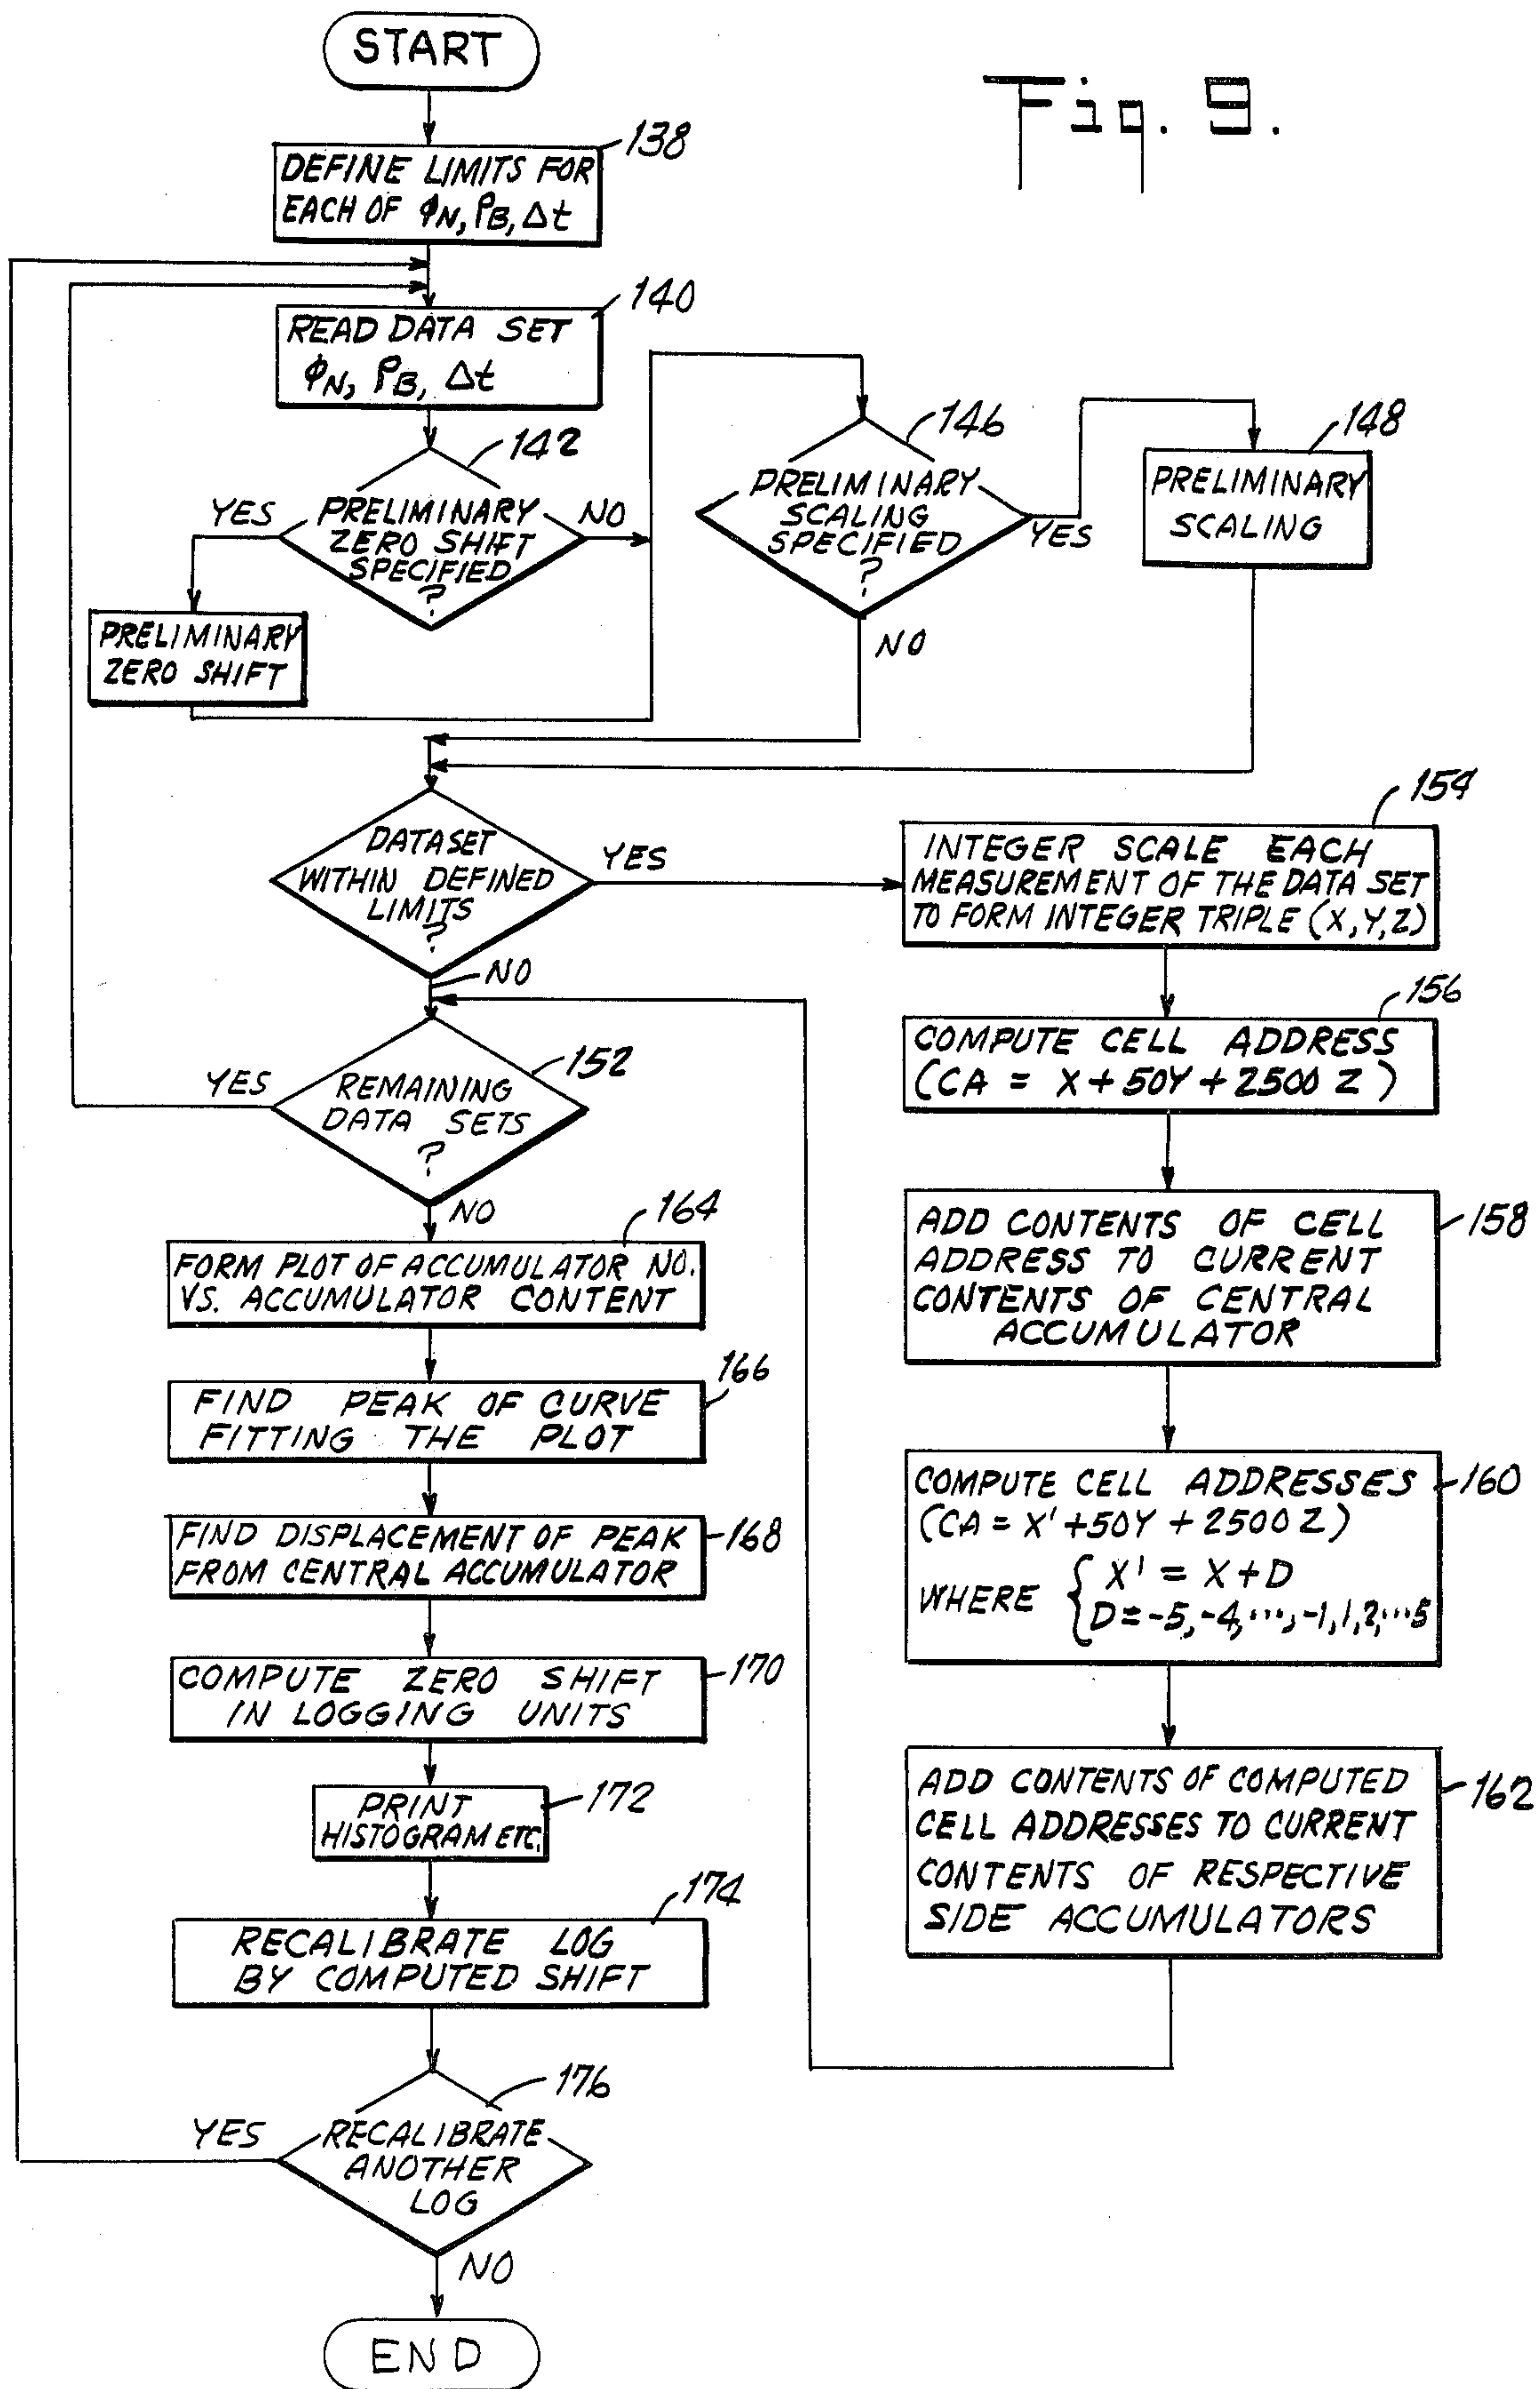 START
Fig. 9.
138
DEFINE LIMITS FOR
EACH OF ϕN, ρB, Δt
140
READ DATA SET
ϕN, ρB, Δt
142
YES
PRELIMINARY
ZERO SHIFT
SPECIFIED
?
NO
PRELIMINARY
ZERO SHIFT
146
PRELIMINARY
SCALING
SPECIFIED
?
YES
NO
148
PRELIMINARY
SCALING
DATASET
WITHIN DEFINED
LIMITS
?
YES
NO
154
INTEGER SCALE EACH
MEASUREMENT OF THE DATA SET
TO FORM INTEGER TRIPLE (X,Y,Z)
156
COMPUTE CELL ADDRESS
(CA = X+50Y+2500 Z)
158
ADD CONTENTS OF CELL
ADDRESS TO CURRENT
CONTENTS OF CENTRAL
ACCUMULATOR
160
COMPUTE CELL ADDRESSES
(CA = X'+50Y + 2500 Z)
WHERE { X' = X+D
D=-5,-4,...,-1,1,2,...5
162
ADD CONTENTS OF COMPUTED
CELL ADDRESSES TO CURRENT
CONTENTS OF RESPECTIVE
SIDE ACCUMULATORS
152
YES
REMAINING
DATA SETS
?
NO
164
FORM PLOT OF ACCUMULATOR NO.
VS. ACCUMULATOR CONTENT
166
FIND PEAK OF CURVE
FITTING THE PLOT
168
FIND DISPLACEMENT OF PEAK
FROM CENTRAL ACCUMULATOR
170
COMPUTE ZERO SHIFT
IN LOGGING UNITS
172
PRINT
HISTOGRAM ETC.
174
RECALIBRATE LOG
BY COMPUTED SHIFT
176
YES
RECALIBRATE
ANOTHER
LOG
NO
END